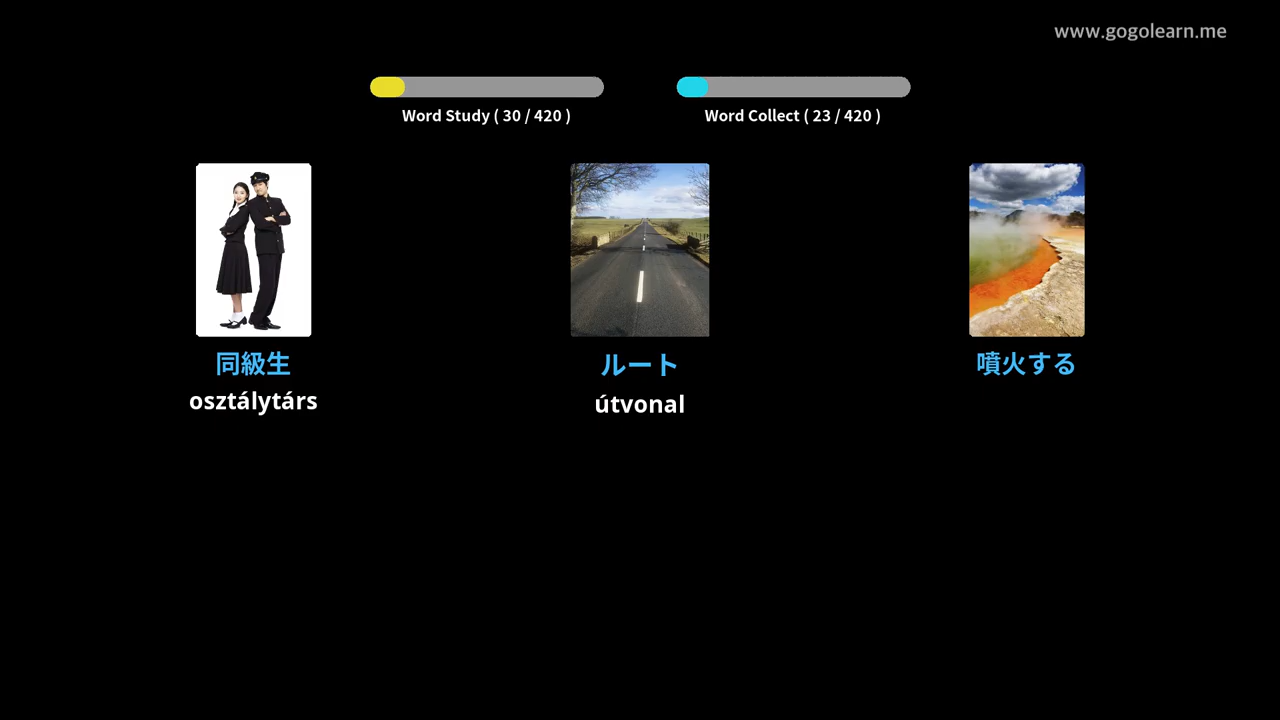 www.gogolearn.me
Word Study ( 30 / 420 )
Word Collect ( 23 / 420 )
同級生
osztálytárs
ルート
útvonal
噴火する